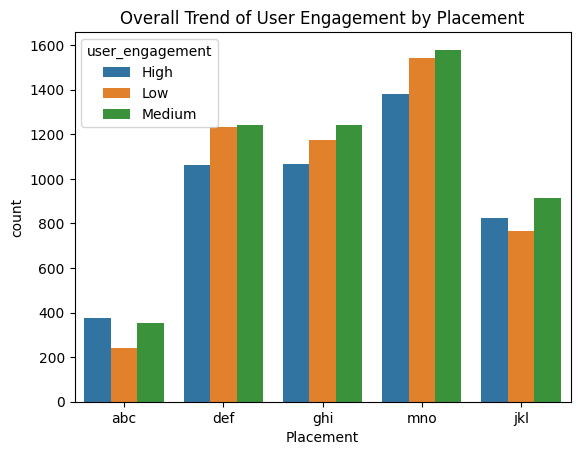 Overall Trend of User Engagement by Placement
user_engagement
High
Low
Medium
1600
1400
1200
1000
800
600
400
200
0
count
abc def ghi mno jkl
Placement